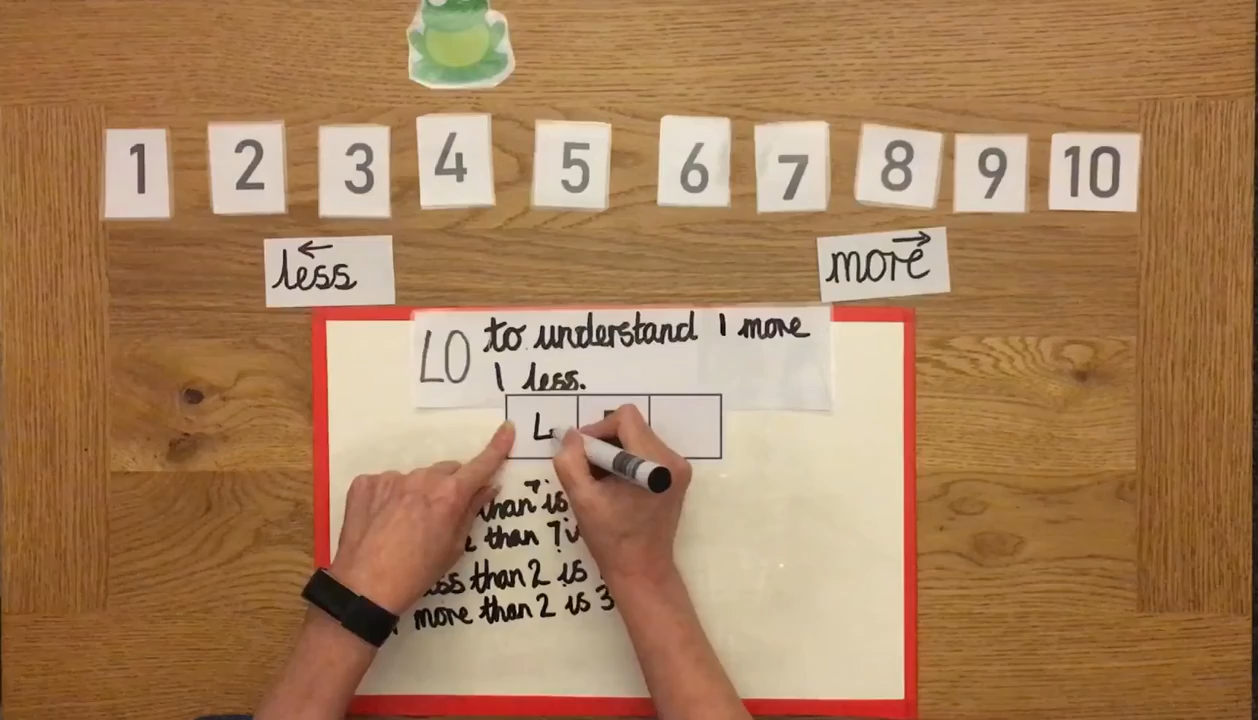 1 2 3 4 5 6 7 8 9 10
less
more
LO to understand 1 more
1 less.
than is
than 7
than 2 is
more than 2 is 3